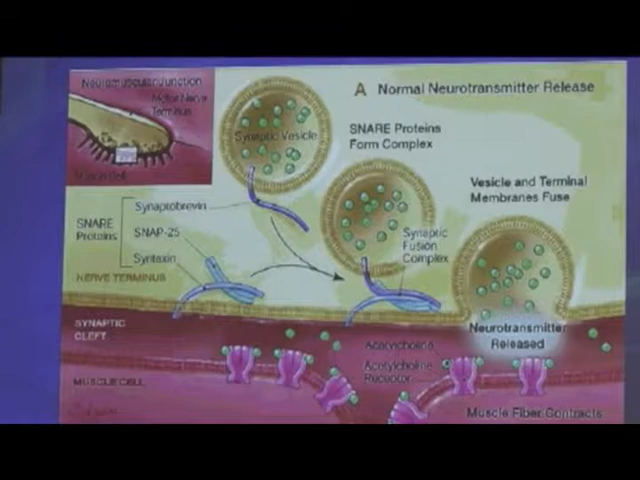 Neuromuscular Junction
Motor Nerve
Terminus
Muscle Cell
A Normal Neurotransmitter Release
Synaptic Vesicle
SNARE Proteins
Form Complex
Vesicle and Terminal
Membranes Fuse
SNARE
Proteins
Synaptobrevin
SNAP-25
Syntaxin
Synaptic
Fusion
Complex
NERVE TERMINUS
SYNAPTIC
CLEFT
Neurotransmitter
Released
Acetylcholine
Acetylcholine
Receptor
MUSCLE CELL
Muscle Fiber Contracts